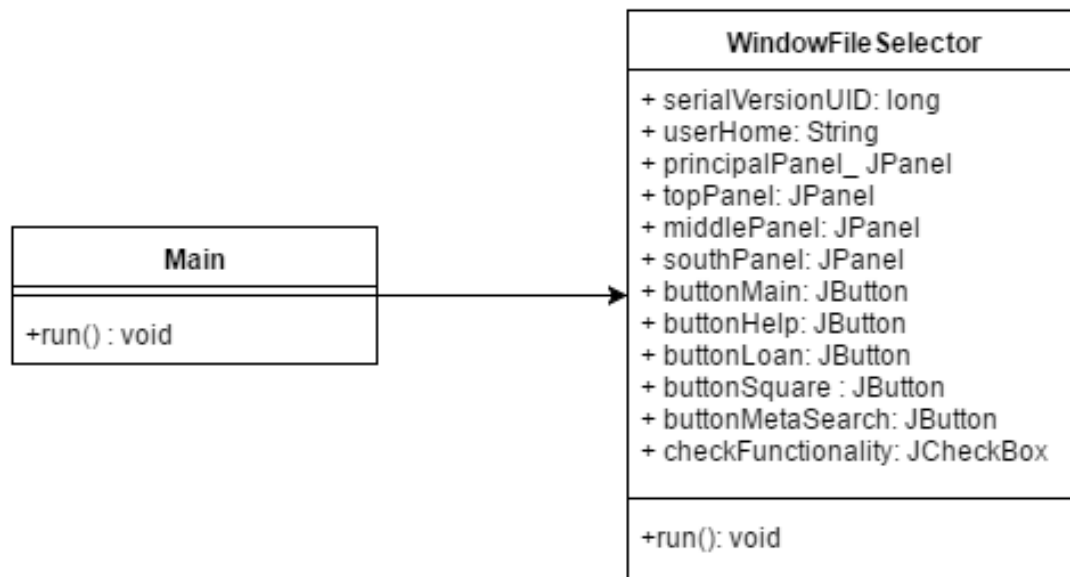 Main
+run() : void
WindowFileSelector
+ serialVersionUID: long
+ userHome: String
+ principalPanel_ JPanel
+ topPanel: JPanel
+ middlePanel: JPanel
+ southPanel: JPanel
+ buttonMain: JButton
+ buttonHelp: JButton
+ buttonLoan: JButton
+ buttonSquare : JButton
+ buttonMetaSearch: JButton
+ checkFunctionality: JCheckBox
+run(): void